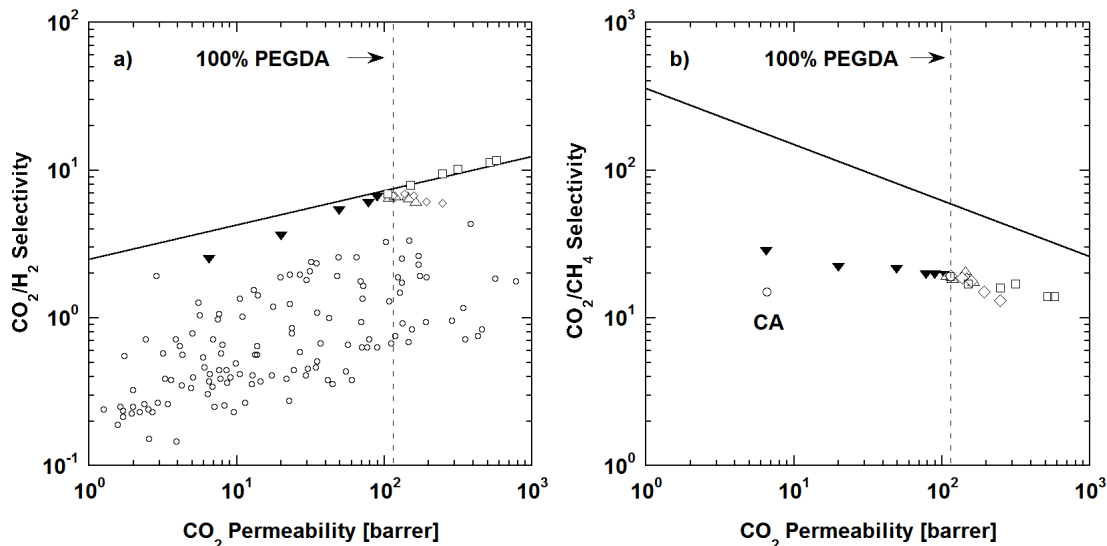 a)
100% PEGDA
CO2/H2 Selectivity
10^2
10^1
10^0
10^-1
10^0
10^1
10^2
10^3
CO2 Permeability [barrer]
b)
100% PEGDA
CO2/CH4 Selectivity
10^3
10^2
10^1
10^0
CA
10^0
10^1
10^2
10^3
CO2 Permeability [barrer]